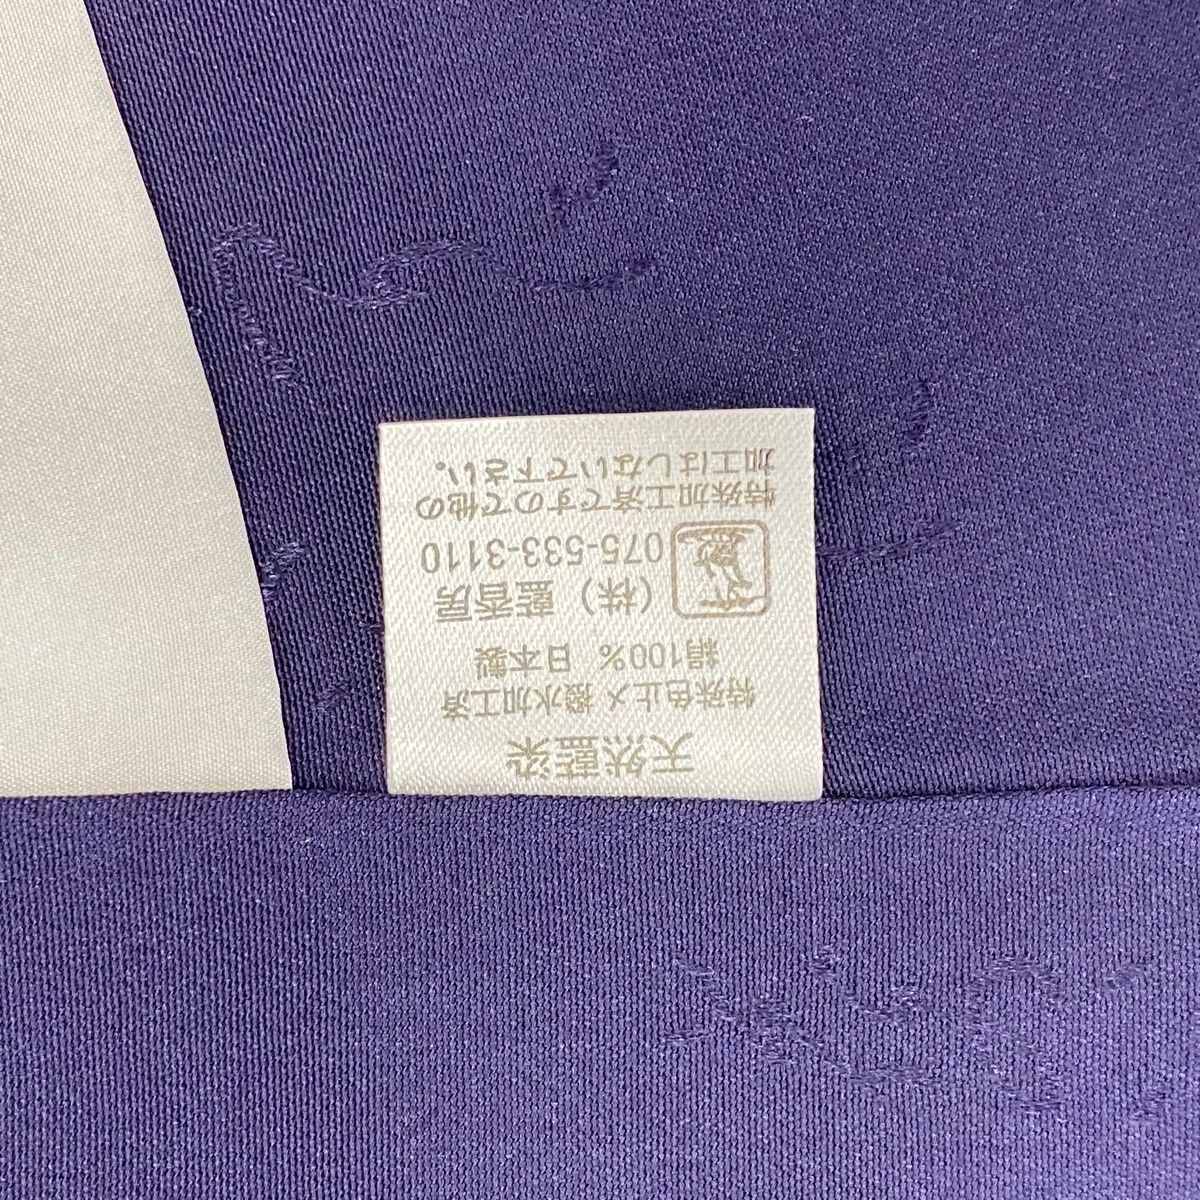 天然藍染
特殊色止メ 撥水加工済
絹100% 日本製
(株) 藍香房
075-533-3110
特殊加工済ですので他の
加工はしないで下さい。